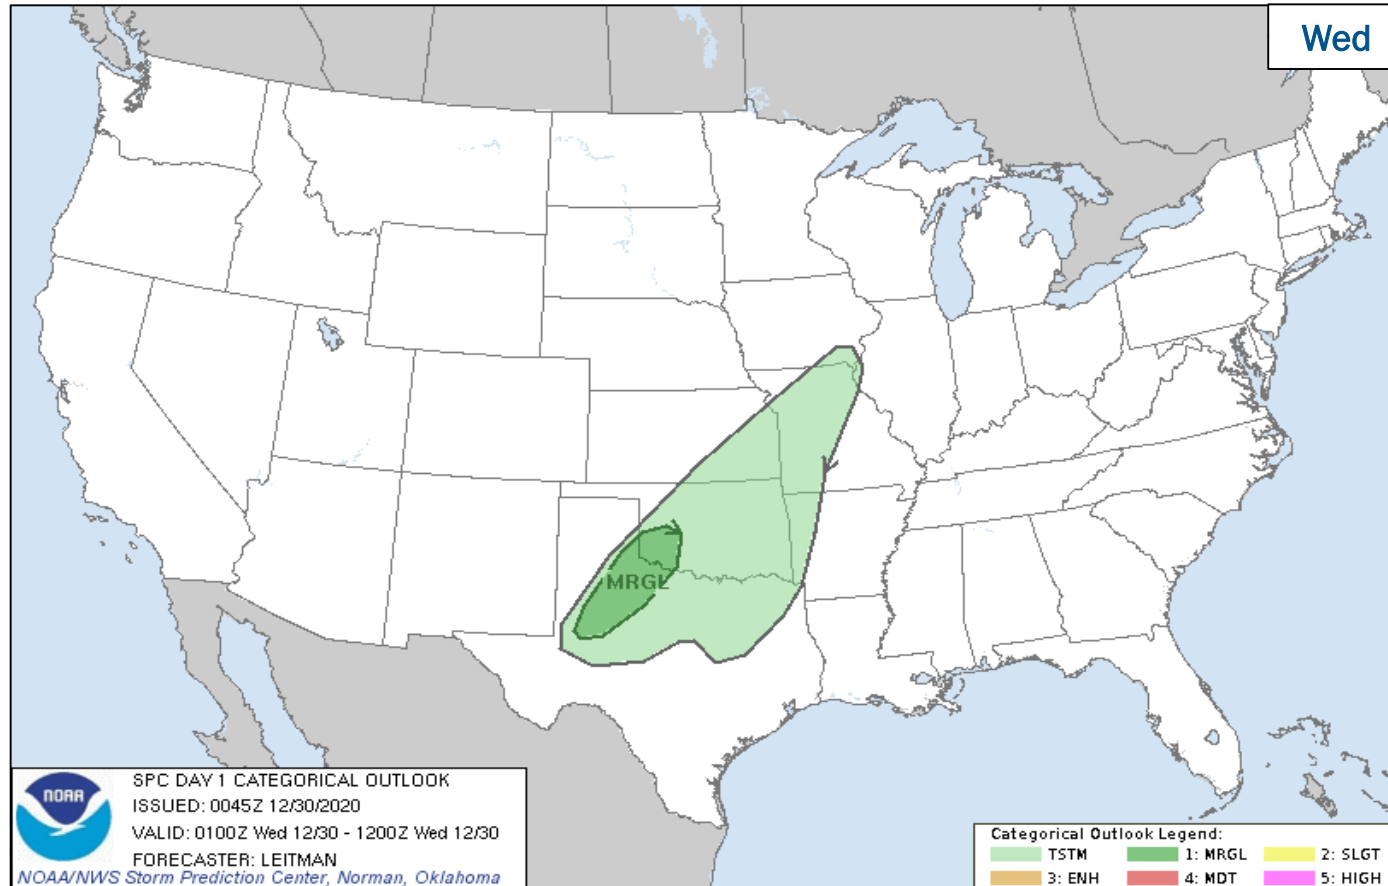 Wed
MRGL
NOAA
SPC DAY 1 CATEGORICAL OUTLOOK
ISSUED: 0045Z 12/30/2020
VALID: 0100Z Wed 12/30 - 1200Z Wed 12/30
FORECASTER: LEITMAN
NOAA/NWS Storm Prediction Center, Norman, Oklahoma
Categorical Outlook Legend:
TSTM 1: MRGL 2: SLGT
3: ENH 4: MDT 5: HIGH